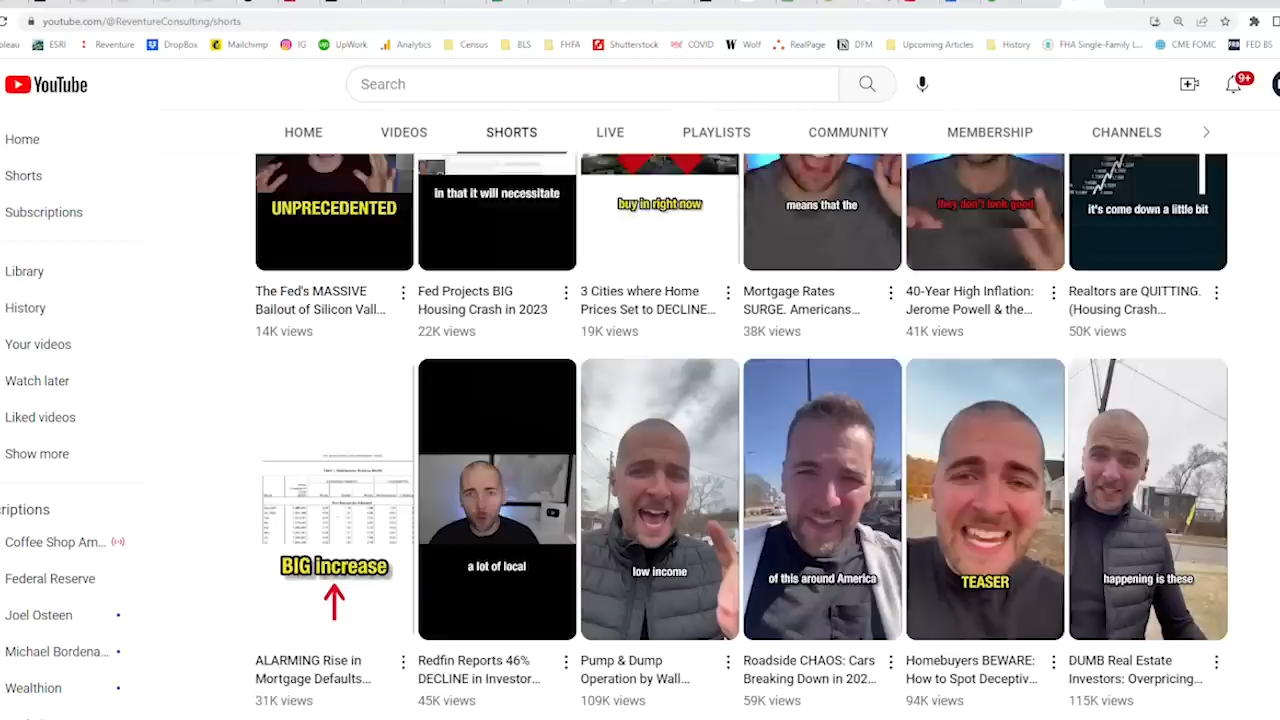 youtube.com/@ReventureConsulting/shorts
bleau ESRI Reventure DropBox Mailchimp IG UpWork Analytics Census BLS FHFA Shutterstock COVID Wolf RealPage DFM Upcoming Articles History FHA Single-Family L... CME FOMC FRB FED BS
YouTube
Search
9+
HOME VIDEOS SHORTS LIVE PLAYLISTS COMMUNITY MEMBERSHIP CHANNELS
Home
Shorts
Subscriptions
Library
History
Your videos
Watch later
Liked videos
Show more
riptions
Coffee Shop Am...
Federal Reserve
Joel Osteen
Michael Bordena...
Wealthion
UNPRECEDENTED
in that it will necessitate
buy in right now
means that the
they don't look good
it's come down a little bit
The Fed's MASSIVE
Bailout of Silicon Vall...
14K views
Fed Projects BIG
Housing Crash in 2023
22K views
3 Cities where Home
Prices Set to DECLINE...
19K views
Mortgage Rates
SURGE. Americans...
38K views
40-Year High Inflation:
Jerome Powell & the...
41K views
Realtors are QUITTING.
(Housing Crash...
50K views
BIG increase
a lot of local
low income
of this around America
TEASER
happening is these
ALARMING Rise in
Mortgage Defaults...
31K views
Redfin Reports 46%
DECLINE in Investor...
45K views
Pump & Dump
Operation by Wall...
109K views
Roadside CHAOS: Cars
Breaking Down in 202...
59K views
Homebuyers BEWARE:
How to Spot Deceptiv...
94K views
DUMB Real Estate
Investors: Overpricing...
115K views